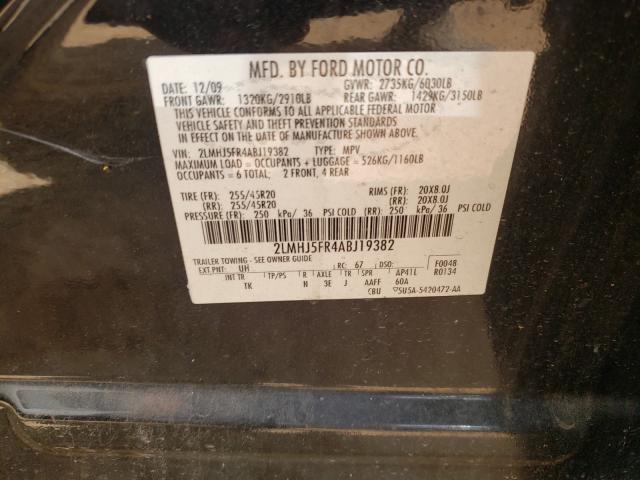 MFD. BY FORD MOTOR CO.
DATE: 12/09 GVWR: 2735KG/6030LB
FRONT GAWR: 1320KG/2910LB REAR GAWR: 1429KG/3150LB
THIS VEHICLE CONFORMS TO ALL APPLICABLE FEDERAL MOTOR
VEHICLE SAFETY AND THEFT PREVENTION STANDARDS
IN EFFECT ON THE DATE OF MANUFACTURE SHOWN ABOVE.
VIN: 2LMHJ5FR4ABJ19382 TYPE: MPV
MAXIMUM LOAD = OCCUPANTS + LUGGAGE = 526KG/1160LB
OCCUPANTS = 6 TOTAL; 2 FRONT, 4 REAR
TIRE (FR): 255/45R20 RIMS (FR): 20X8.0J
(RR): 255/45R20 (RR): 20X8.0J
PRESSURE (FR): 250 kPa/ 36 PSI COLD (RR): 250 kPa/ 36 PSI COLD
2LMHJ5FR4ABJ19382
TRAILER TOWING - SEE OWNER GUIDE
EXT PNT: UH RC: 67 DSO: F0048
INT TR TP/PS R AXLE TR SPR AP41L R0134
TK N 3E J AAFF 60A
CBU 5U5A-5420472-AA